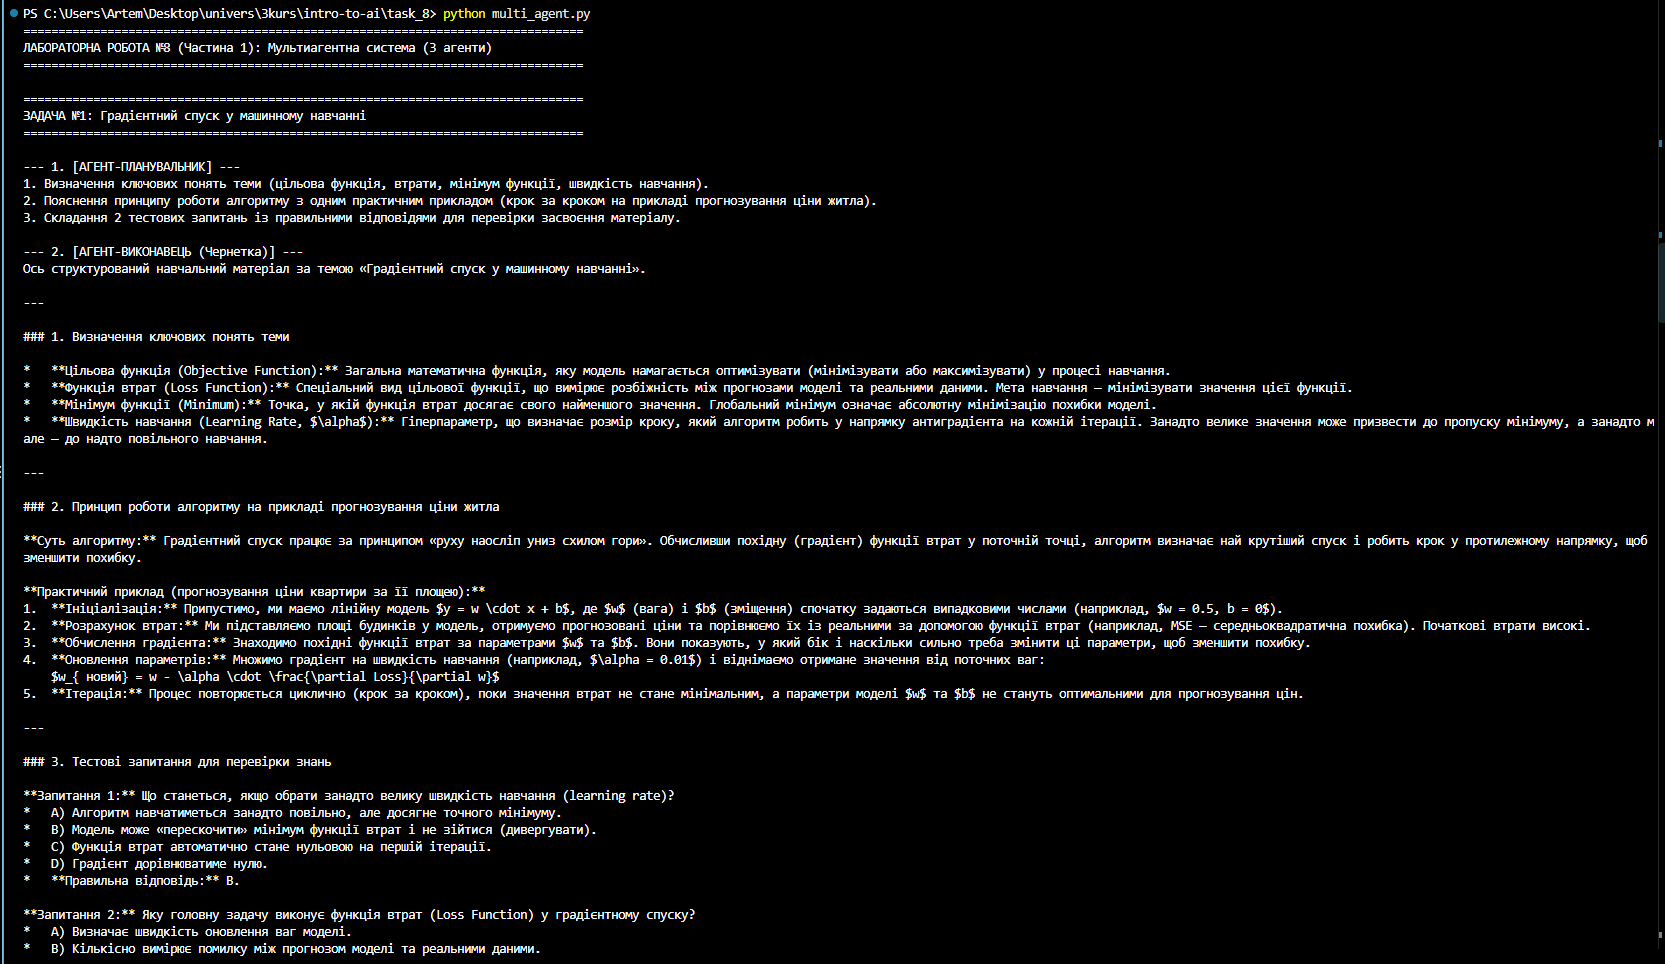 PS C:\Users\Artem\Desktop\univers\3kurs\intro-to-ai\task_8> python multi_agent.py
================================================================================
ЛАБОРАТОРНА РОБОТА №8 (Частина 1): Мультиагентна система (3 агенти)
================================================================================
================================================================================
ЗАДАЧА №1: Градієнтний спуск у машинному навчанні
================================================================================
--- 1. [АГЕНТ-ПЛАНУВАЛЬНИК] ---
1. Визначення ключових понять теми (цільова функція, втрати, мінімум функції, швидкість навчання).
2. Пояснення принципу роботи алгоритму з одним практичним прикладом (крок за кроком на прикладі прогнозування ціни житла).
3. Складання 2 тестових запитань із правильними відповідями для перевірки засвоєння матеріалу.
--- 2. [АГЕНТ-ВИКОНАВЕЦЬ (Чернетка)] ---
Ось структурований навчальний матеріал за темою «Градієнтний спуск у машинному навчанні».
---
### 1. Визначення ключових понять теми
*   **Цільова функція (Objective Function):** Загальна математична функція, яку модель намагається оптимізувати (мінімізувати або максимізувати) у процесі навчання.
*   **Функція втрат (Loss Function):** Спеціальний вид цільової функції, що вимірює розбіжність між прогнозами моделі та реальними даними. Мета навчання — мінімізувати значення цієї функції.
*   **Мінімум функції (Minimum):** Точка, у якій функція втрат досягає свого найменшого значення. Глобальний мінімум означає абсолютну мінімізацію похибки моделі.
*   **Швидкість навчання (Learning Rate, $\alpha$):** Гіперпараметр, що визначає розмір кроку, який алгоритм робить у напрямку антиградієнта на кожній ітерації. Занадто велике значення може призвести до пропуску мінімуму, а занадто м
але — до надто повільного навчання.
---
### 2. Принцип роботи алгоритму на прикладі прогнозування ціни житла
**Суть алгоритму:** Градієнтний спуск працює за принципом «руху наосліп униз схилом гори». Обчисливши похідну (градієнт) функції втрат у поточній точці, алгоритм визначає най крутіший спуск і робить крок у протилежному напрямку, щоб
зменшити похибку.
**Практичний приклад (прогнозування ціни квартири за її площею):**
1.  **Ініціалізація:** Припустимо, ми маємо лінійну модель $y = w \cdot x + b$, де $w$ (вага) і $b$ (зміщення) спочатку задаються випадковими числами (наприклад, $w = 0.5, b = 0$).
2.  **Розрахунок втрат:** Ми підставляємо площі будинків у модель, отримуємо прогнозовані ціни та порівнюємо їх із реальними за допомогою функції втрат (наприклад, MSE — середньоквадратична похибка). Початкові втрати високі.
3.  **Обчислення градієнта:** Знаходимо похідні функції втрат за параметрами $w$ та $b$. Вони показують, у який бік і наскільки сильно треба змінити ці параметри, щоб зменшити похибку.
4.  **Оновлення параметрів:** Множимо градієнт на швидкість навчання (наприклад, $\alpha = 0.01$) і віднімаємо отримане значення від поточних ваг:
$w_{ новий} = w - \alpha \cdot \frac{\partial Loss}{\partial w}$
5.  **Ітерація:** Процес повторюється циклічно (крок за кроком), поки значення втрат не стане мінімальним, а параметри моделі $w$ та $b$ не стануть оптимальними для прогнозування цін.
---
### 3. Тестові запитання для перевірки знань
**Запитання 1:** Що станеться, якщо обрати занадто велику швидкість навчання (learning rate)?
*   A) Алгоритм навчатиметься занадто повільно, але досягне точного мінімуму.
*   B) Модель може «перескочити» мінімум функції втрат і не зійтися (дивергувати).
*   C) Функція втрат автоматично стане нульовою на першій ітерації.
*   D) Градієнт дорівнюватиме нулю.
*   **Правильна відповідь:** B.
**Запитання 2:** Яку головну задачу виконує функція втрат (Loss Function) у градієнтному спуску?
*   A) Визначає швидкість оновлення ваг моделі.
*   B) Кількісно вимірює помилку між прогнозом моделі та реальними даними.